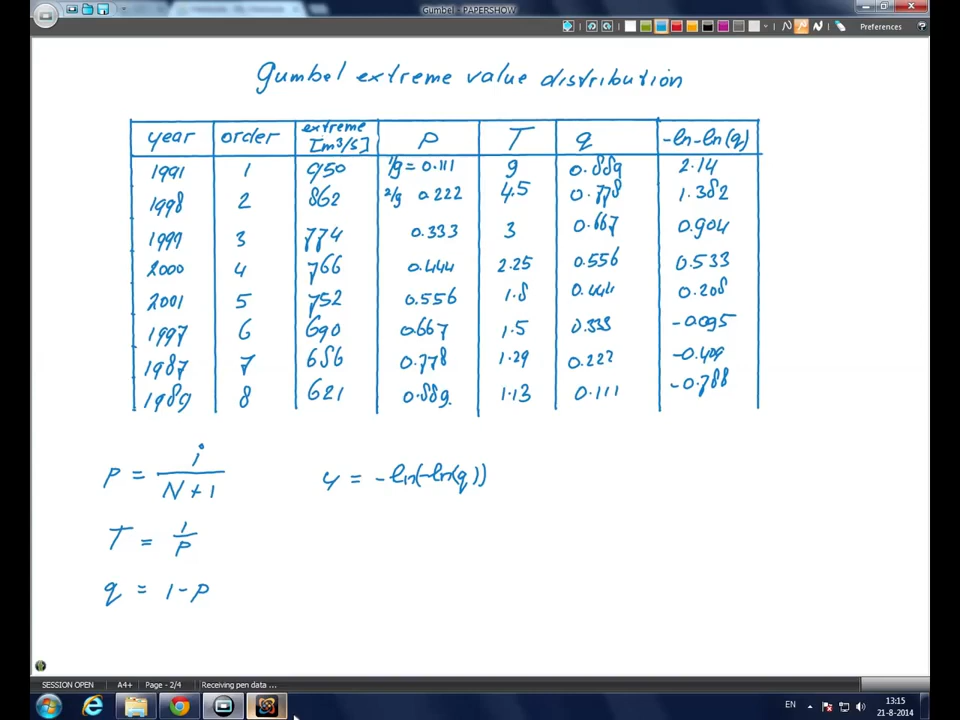 Gumbel - PAPERSHOW
Preferences
Gumbel extreme value distribution
year order extreme [m³/s] p T q -ln-ln(q)
1991 1 950 1/9 = 0.111 9 0.889 2.14
1998 2 862 2/9 0.222 4.5 0.778 1.382
1999 3 774 0.333 3 0.667 0.904
2000 4 766 0.444 2.25 0.556 0.533
2001 5 752 0.556 1.8 0.444 0.208
1997 6 690 0.667 1.5 0.333 -0.095
1987 7 656 0.778 1.29 0.222 -0.409
1989 8 621 0.889. 1.13 0.111 -0.788
p = i / N+1
y = -ln(-ln(q))
T = 1/p
q = 1-p
SESSION OPEN A4+ Page - 2/4 Receiving pen data ...
EN 13:15
21-8-2014